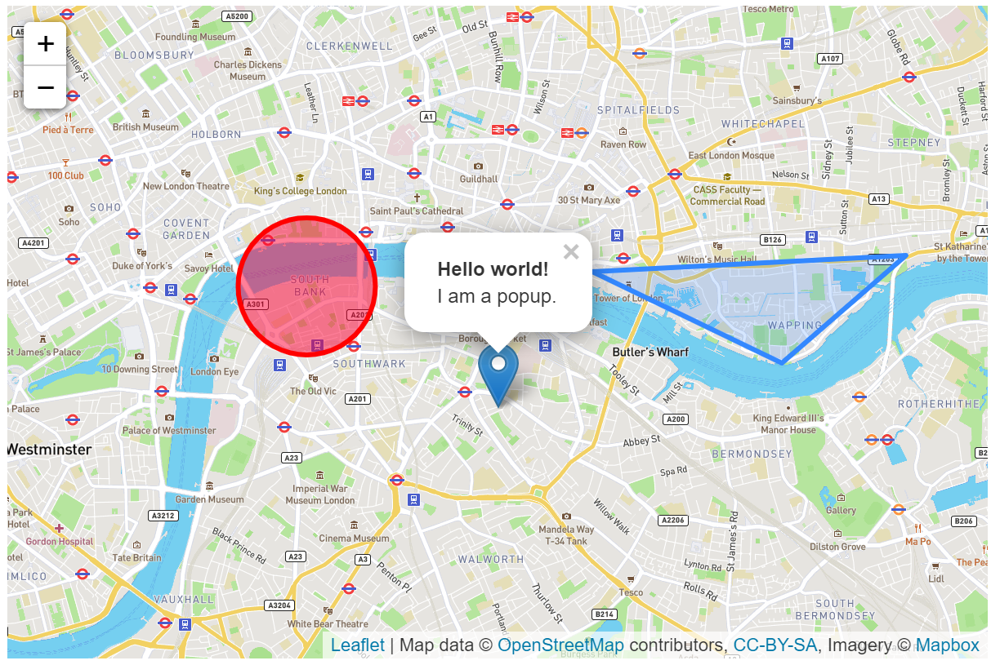 A5200
Tesco Metro
Old St
Gee St
Foundling Museum
CLERKENWELL
Bunhill Row
Globe Rd
+
BLOOMSBURY
Huntley St
Charles Dickens
Museum
A107
−
Leather Ln
Wilson St
Sainsbury's
Duckett St
SPITALFIELDS
A1
Pied à Terre
British Museum
HOLBORN
WHITECHAPEL
Raven Row
STEPNEY
East London Mosque
Sidney St
Jubilee St
100 Club
New London Theatre
King's College London
Guildhall
Nelson St
Bromley St
CASS Faculty —
Commercial Road
30 St Mary Axe
A13
SOHO
Soho
Saint Paul's Cathedral
Sutton St
COVENT
GARDEN
A4201
B126
St Katharine'
by the Tower
Duke of York's
Savoy Hotel
Wilton's Music Hall
A1203
Hello world!
I am a popup.
×
SOUTH
BANK
Hotel
A301
Tower of London
WAPPING
St James's Palace
SOUTHWARK
Butler's Wharf
10 Downing Street
London Eye
The Old Vic
Tooley St
Mill St
A201
ROTHERHITHE
Palace
Palace of Westminster
Trinity St
A200
King Edward III's
Manor House
Westminster
A23
Abbey St
BERMONDSEY
Spa Rd
Imperial War
Museum London
Garden Museum
Gallery
a Park
Hotel
A3212
Willow Walk
A2206
St James's Rd
B206
Gordon Hospital
Cinema Museum
Mandela Way
T-34 Tank
Ma Po
Black Prince Rd
Dilston Grove
Tate Britain
A23
A3
WALWORTH
Lynton Rd
The Pea
IMLICO
Penton Pl
Tesco
Rolls Rd
Lidl
VAUXHALL
A3204
Thurlow St
SOUTH
BERMONDSEY
Portland
B214
White Bear Theatre
Leaflet | Map data © OpenStreetMap contributors, CC-BY-SA, Imagery © Mapbox